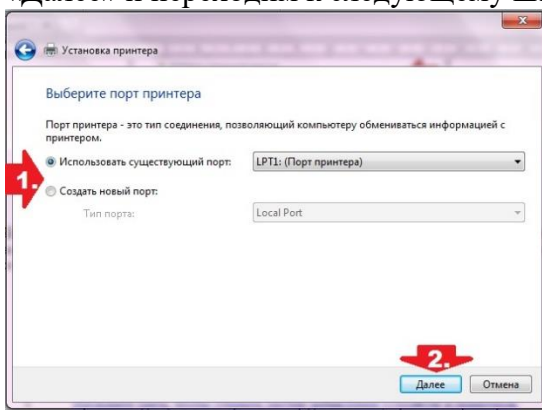 «Далее» и переходим к следующему
Установка принтера
Выберите порт принтера
Порт принтера - это тип соединения, позволяющий компьютеру обмениваться информацией с
принтером.
1.
Использовать существующий порт: LPT1: (Порт принтера)
Создать новый порт:
Тип порта: Local Port
2.
Далее Отмена